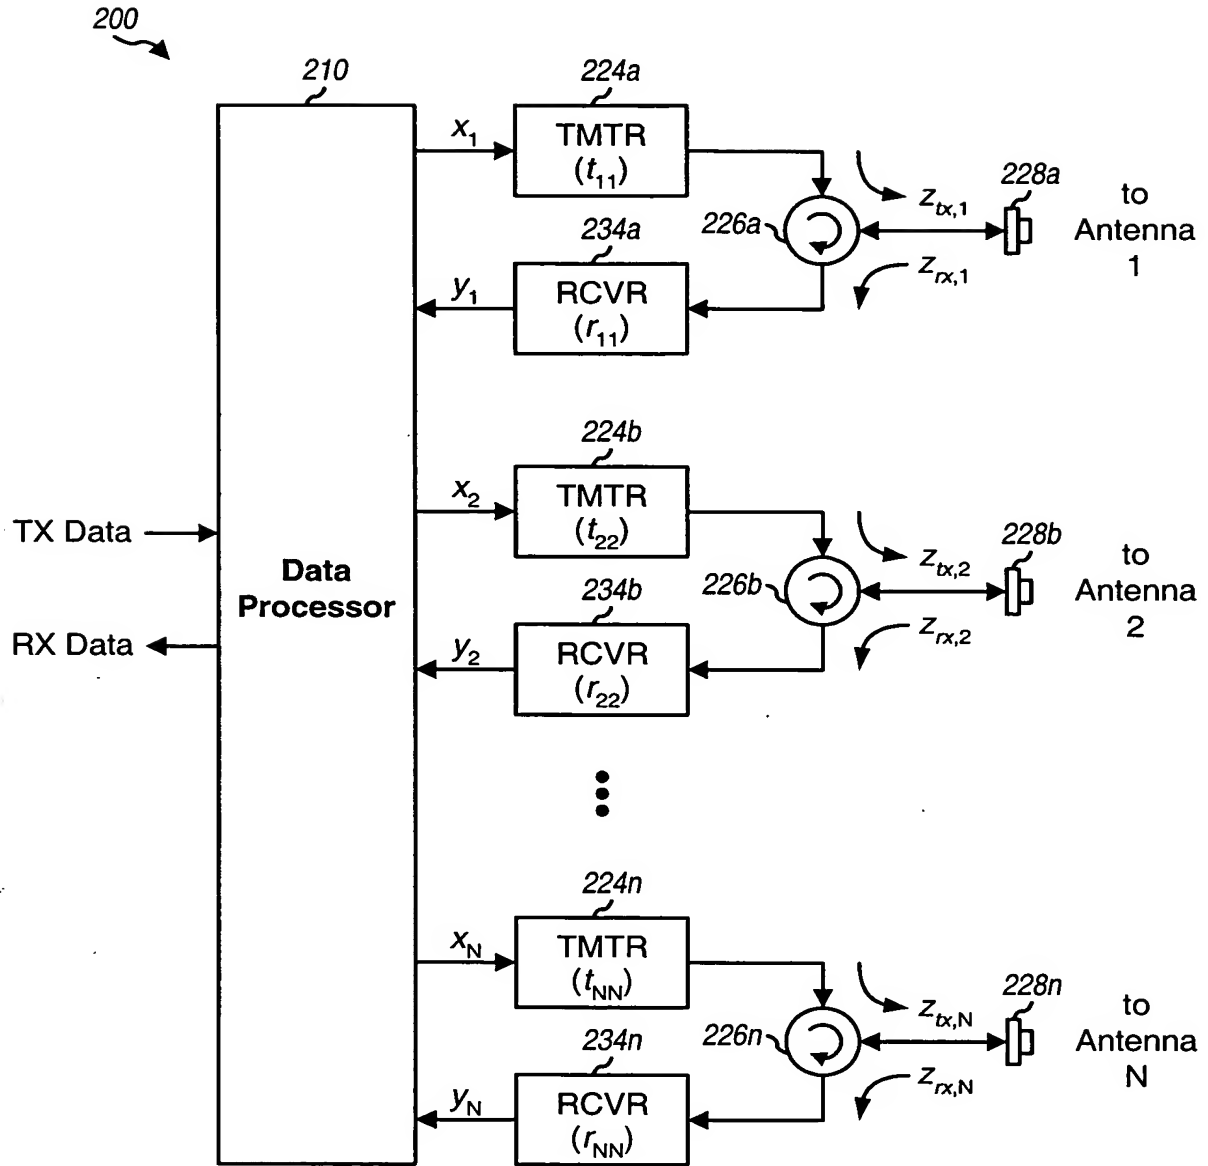 200
210
224a
x1
TMTR
(t11)
ztx,1
228a
to
Antenna
1
226a
234a
zrx,1
y1
RCVR
(r11)
224b
x2
TMTR
(t22)
ztx,2
228b
to
Antenna
2
226b
234b
zrx,2
y2
RCVR
(r22)
TX Data
Data
Processor
RX Data
224n
xN
TMTR
(tNN)
ztx,N
228n
to
Antenna
N
226n
234n
zrx,N
yN
RCVR
(rNN)